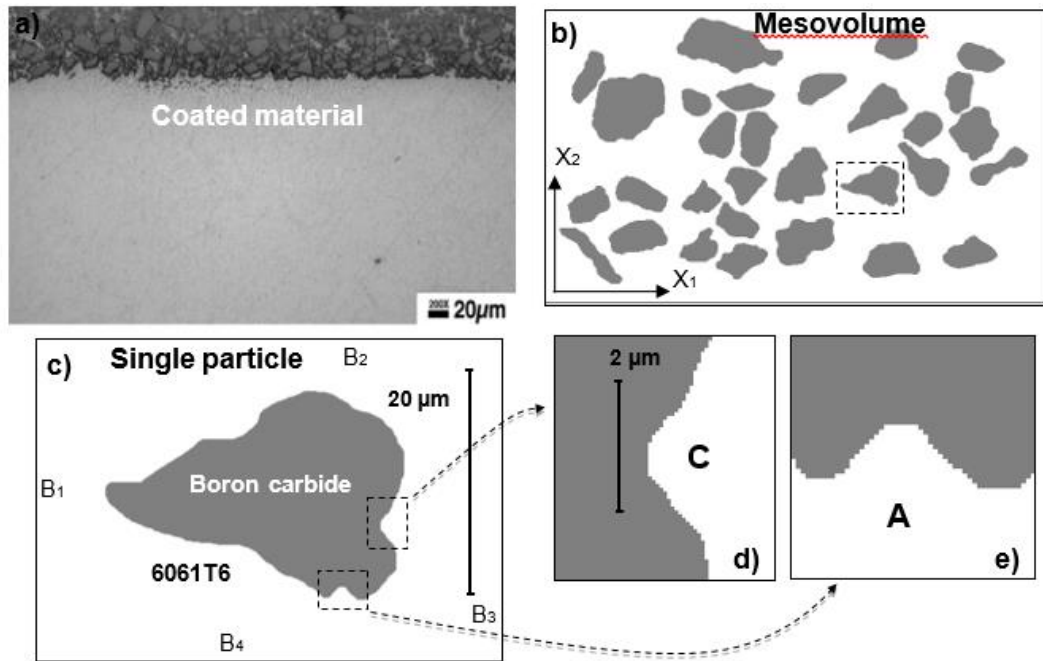 a)
Coated material
200X
20µm
b)
Mesovolume
X2
X1
c)
Single particle
B2
20 µm
B1
Boron carbide
6061T6
B3
B4
2 µm
C
d)
A
e)